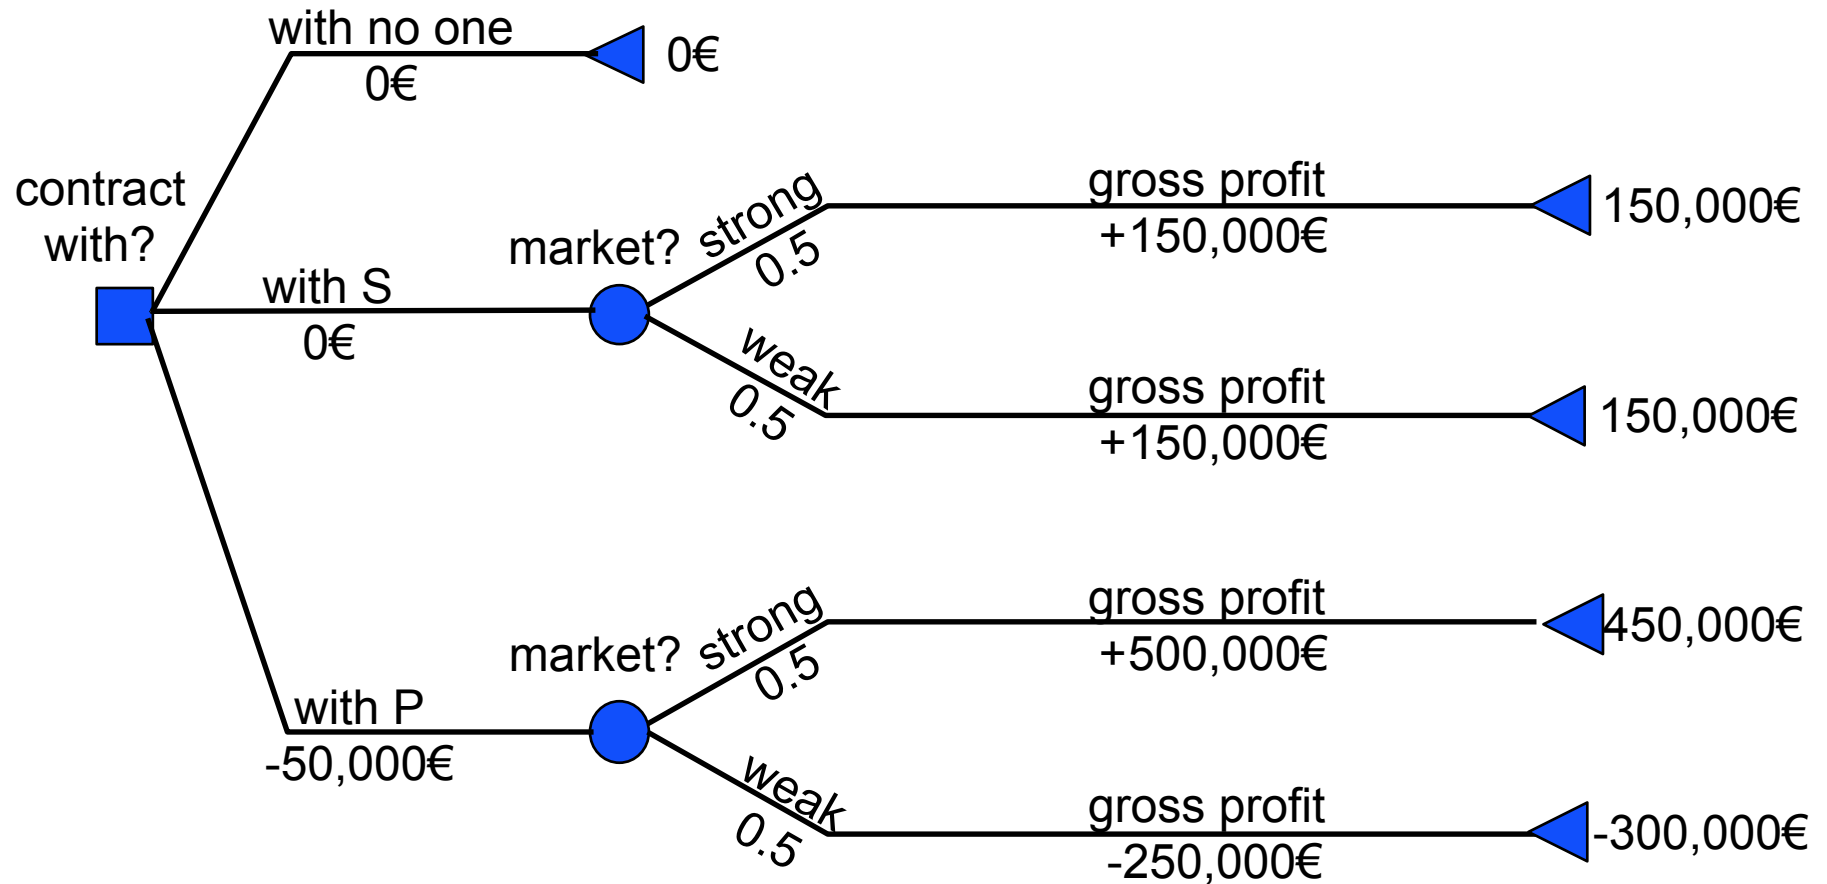 with no one
0€
0€
contract
with?
with S
0€
market?
strong
0.5
gross profit
+150,000€
150,000€
weak
0.5
gross profit
+150,000€
150,000€
with P
-50,000€
market?
strong
0.5
gross profit
+500,000€
450,000€
weak
0.5
gross profit
-250,000€
-300,000€